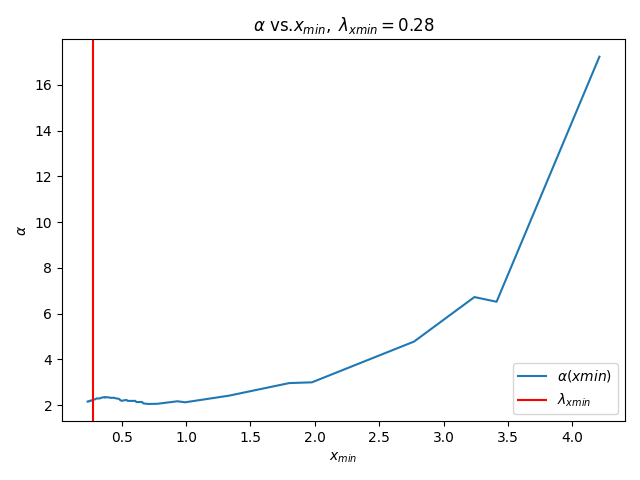 α vs.x_min, λ_xmin = 0.28
α
16
14
12
10
8
6
4
2
0.5 1.0 1.5 2.0 2.5 3.0 3.5 4.0
x_min
α(xmin)
λ_xmin